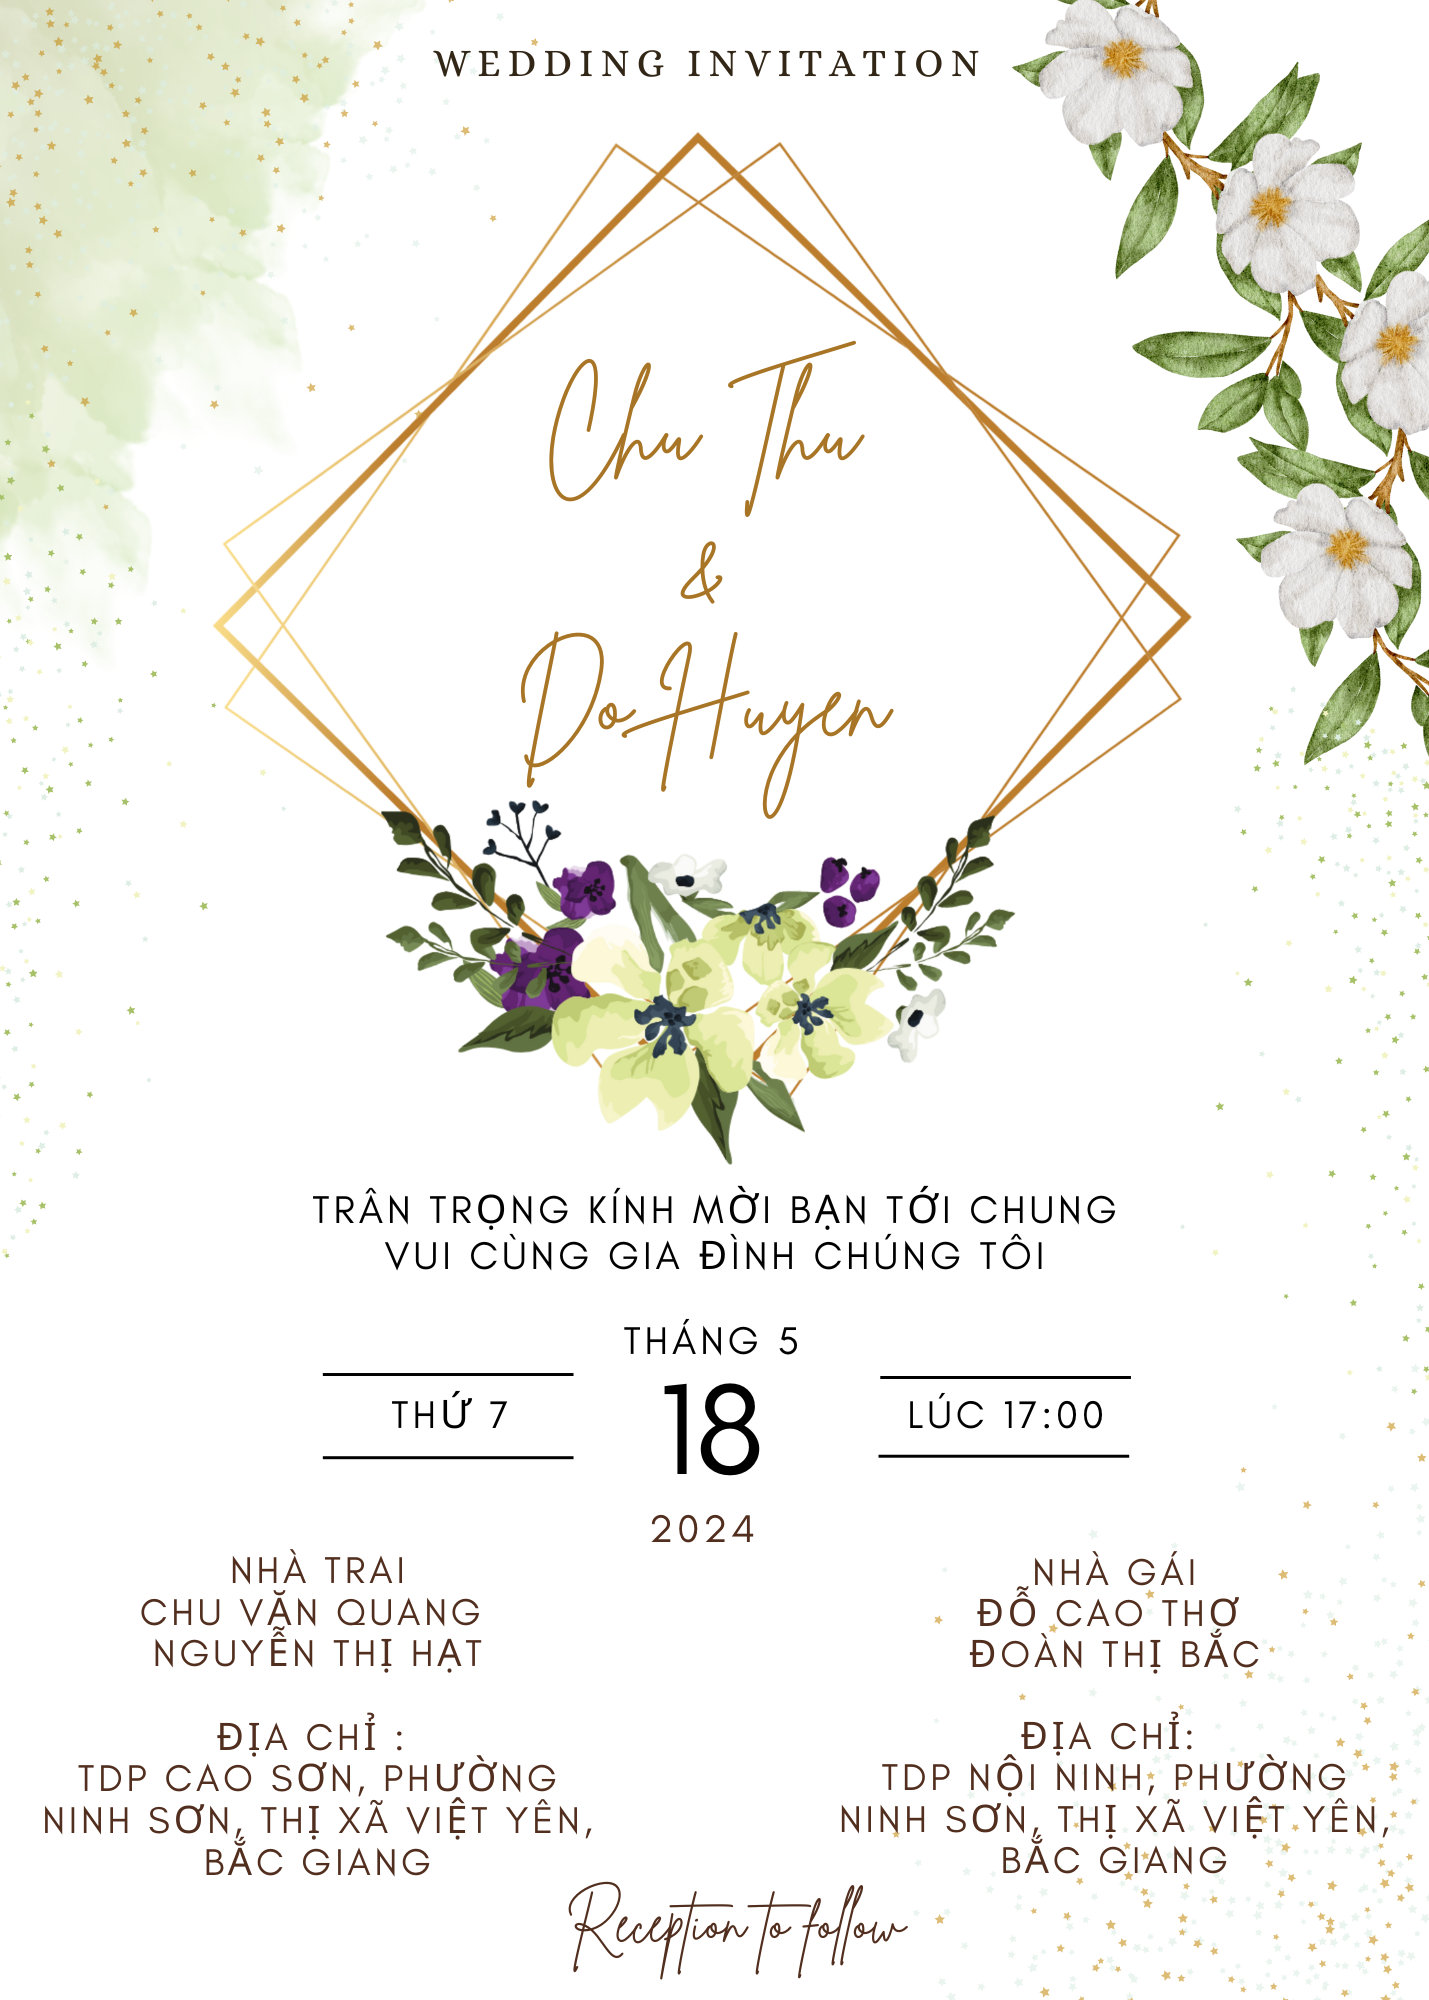 WEDDING INVITATION
Chu Thu
&
Do Huyen
TRÂN TRỌNG KÍNH MỜI BẠN TỚI CHUNG
VUI CÙNG GIA ĐÌNH CHÚNG TÔI
THÁNG 5
THỨ 7
18
LÚC 17:00
2024
NHÀ TRAI
CHU VĂN QUANG
NGUYỄN THỊ HẠT
ĐỊA CHỈ :
TDP CAO SƠN, PHƯỜNG
NINH SƠN, THỊ XÃ VIỆT YÊN,
BẮC GIANG
NHÀ GÁI
ĐỖ CAO THƠ
ĐOÀN THỊ BẮC
ĐỊA CHỈ:
TDP NỘI NINH, PHƯỜNG
NINH SƠN, THỊ XÃ VIỆT YÊN,
BẮC GIANG
Reception to follow